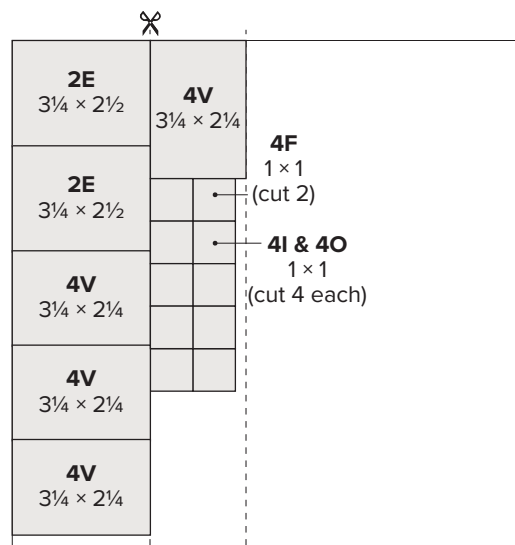 2E
3¼ × 2½
2E
3¼ × 2½
4V
3¼ × 2¼
4V
3¼ × 2¼
4V
3¼ × 2¼
4V
3¼ × 2¼
4F
1 × 1
(cut 2)
4I & 4O
1 × 1
(cut 4 each)